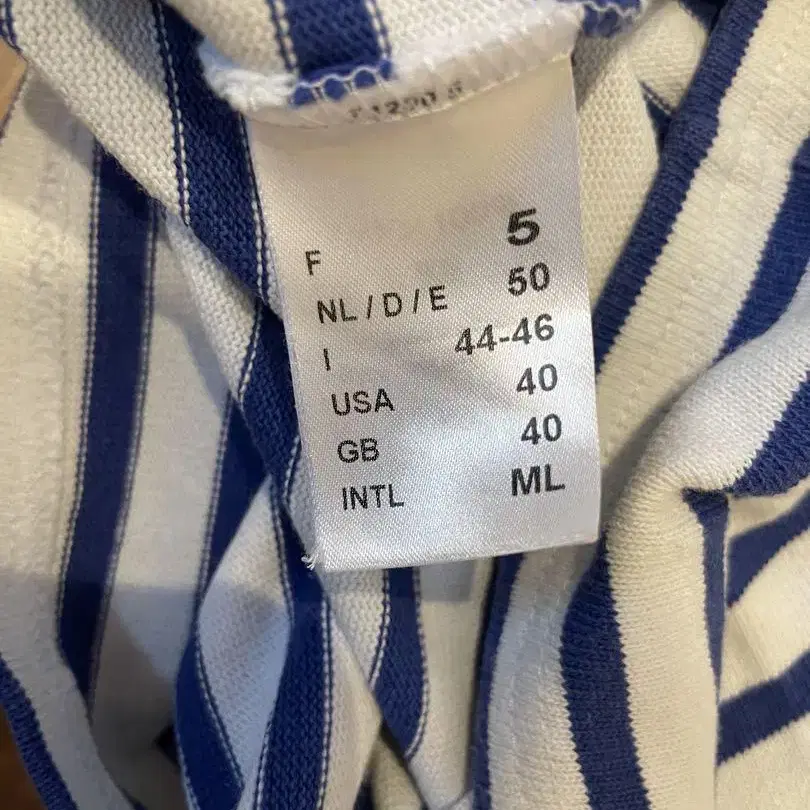 F 5
NL / D / E 50
I 44-46
USA 40
GB 40
INTL ML